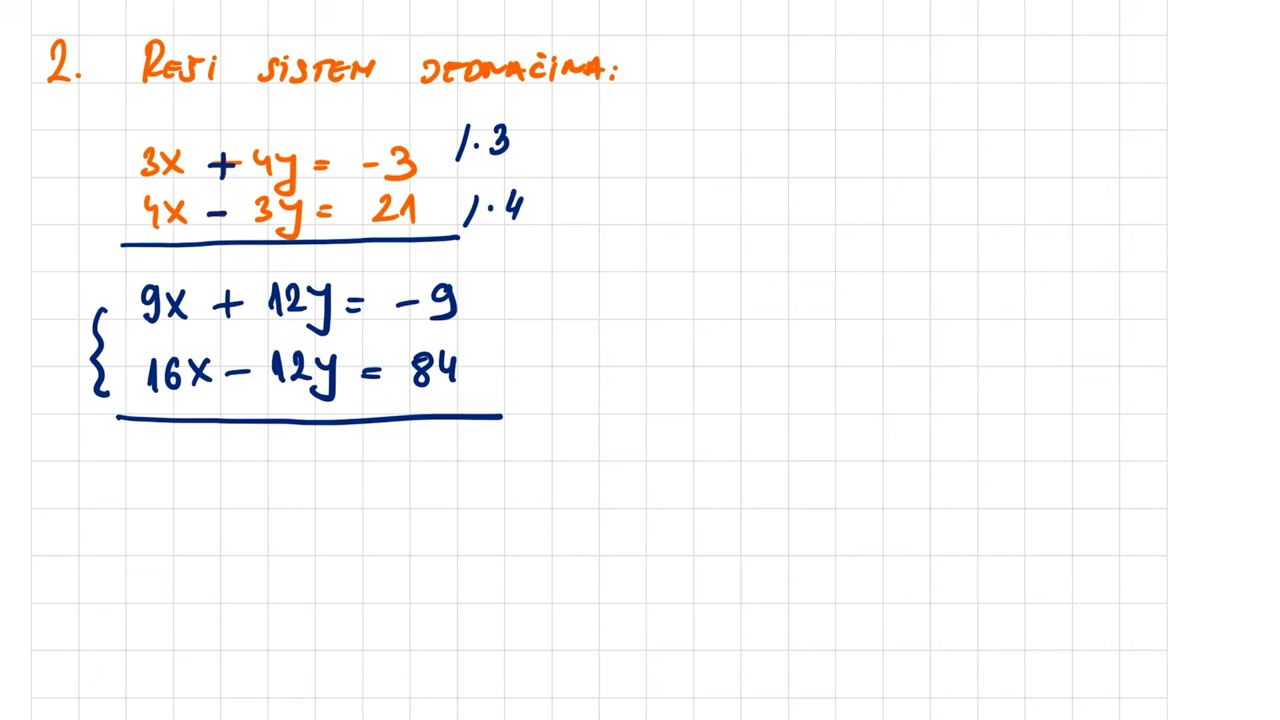 2. REŠI SISTEM JEDNAČINA:
3x + 4y = -3 /·3
4x - 3y = 21 /·4
9x + 12y = -9
16x - 12y = 84